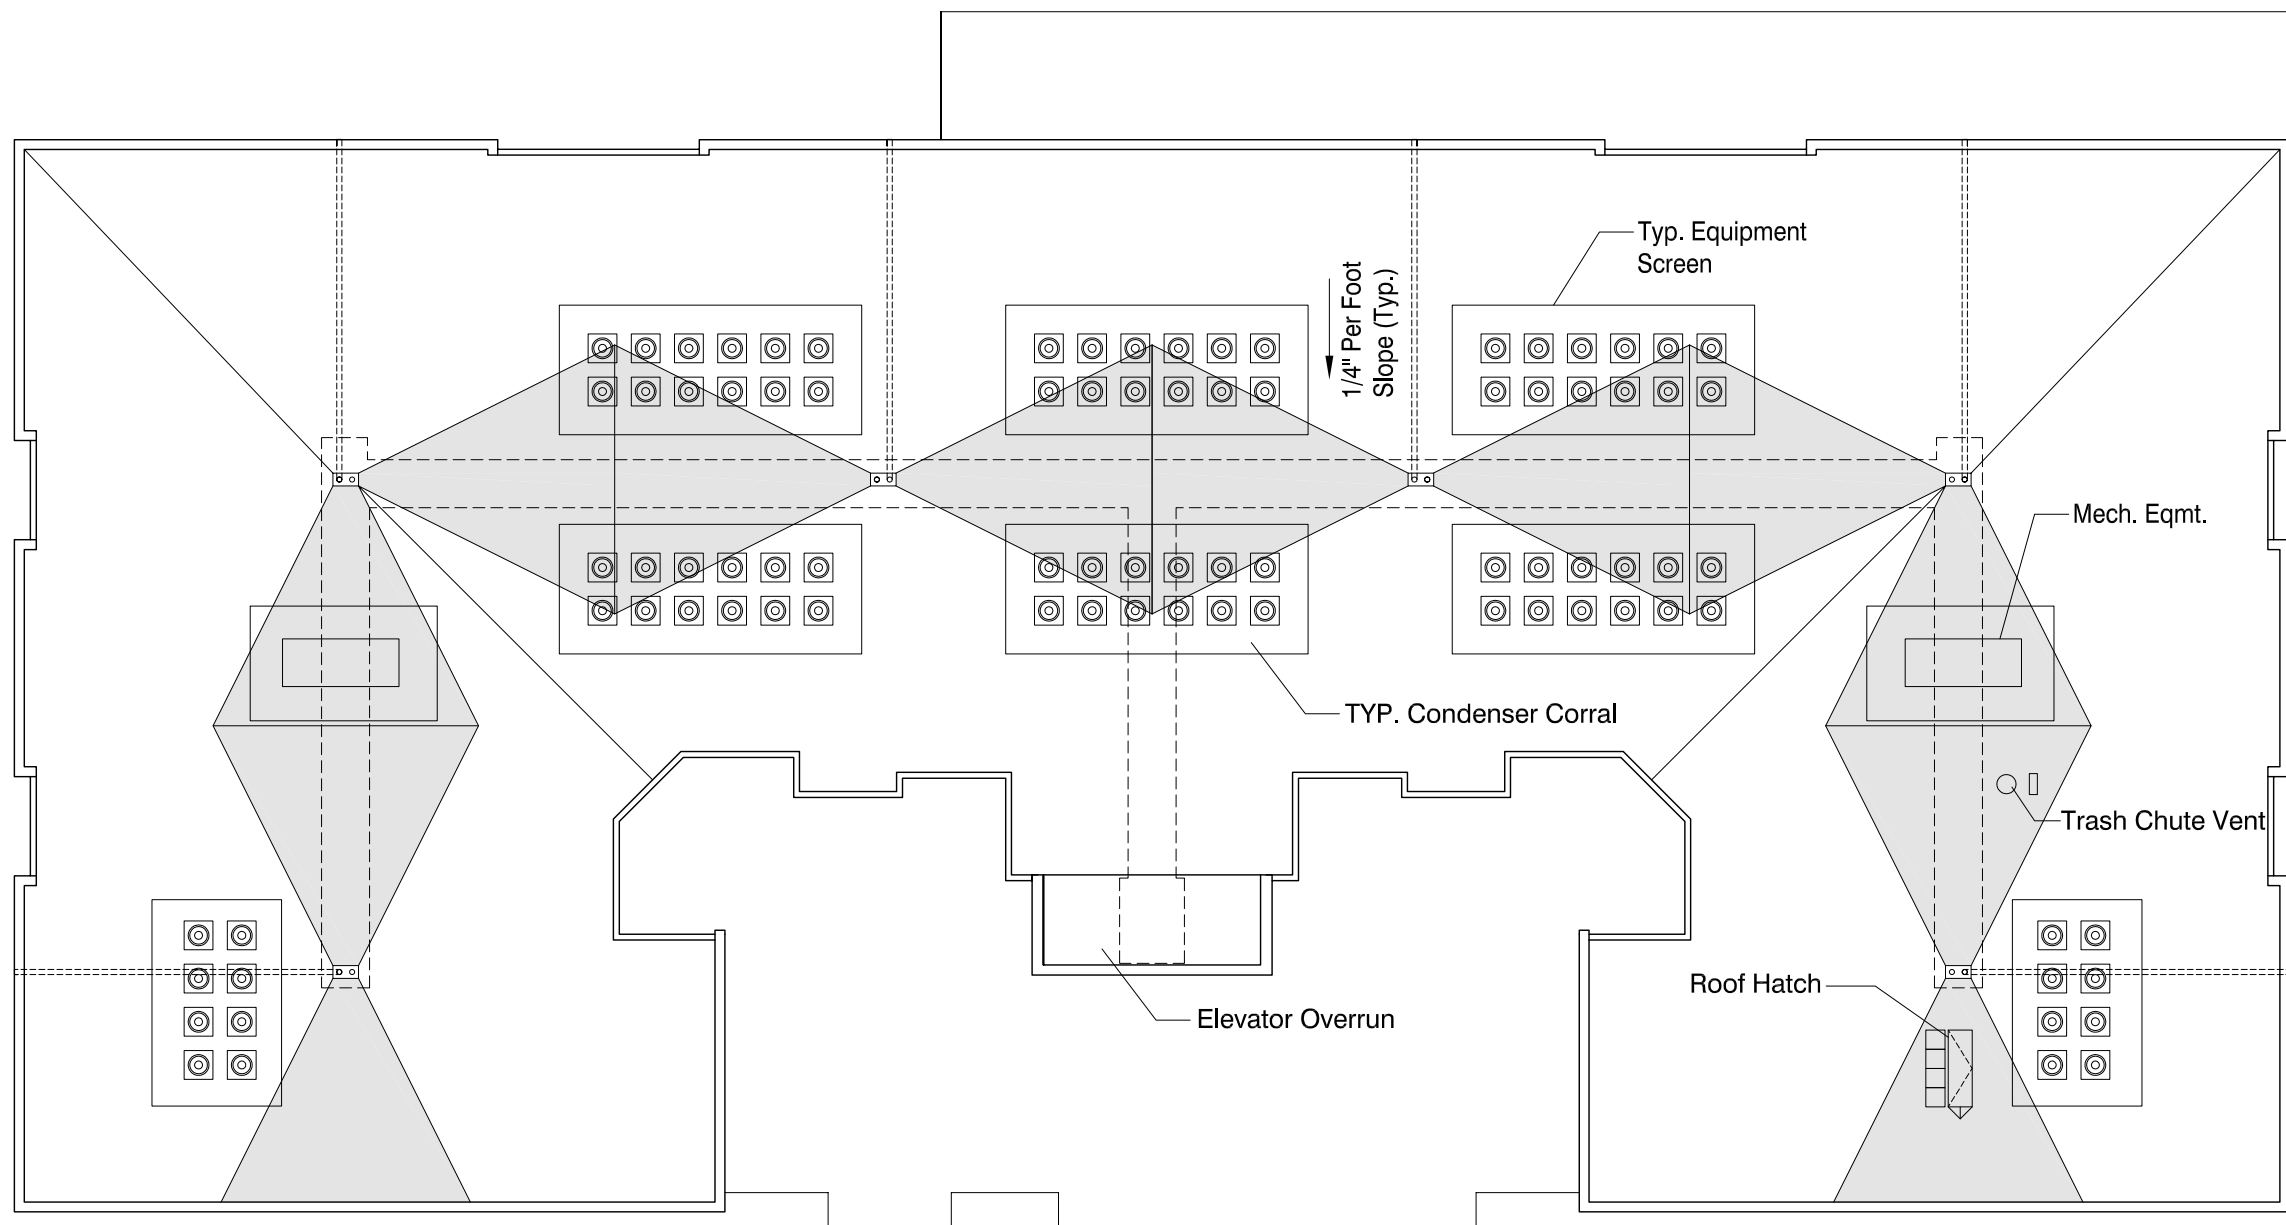 Typ. Equipment
Screen
1/4" Per Foot
Slope (Typ.)
Mech. Eqmt.
TYP. Condenser Corral
Trash Chute Vent
Roof Hatch
Elevator Overrun